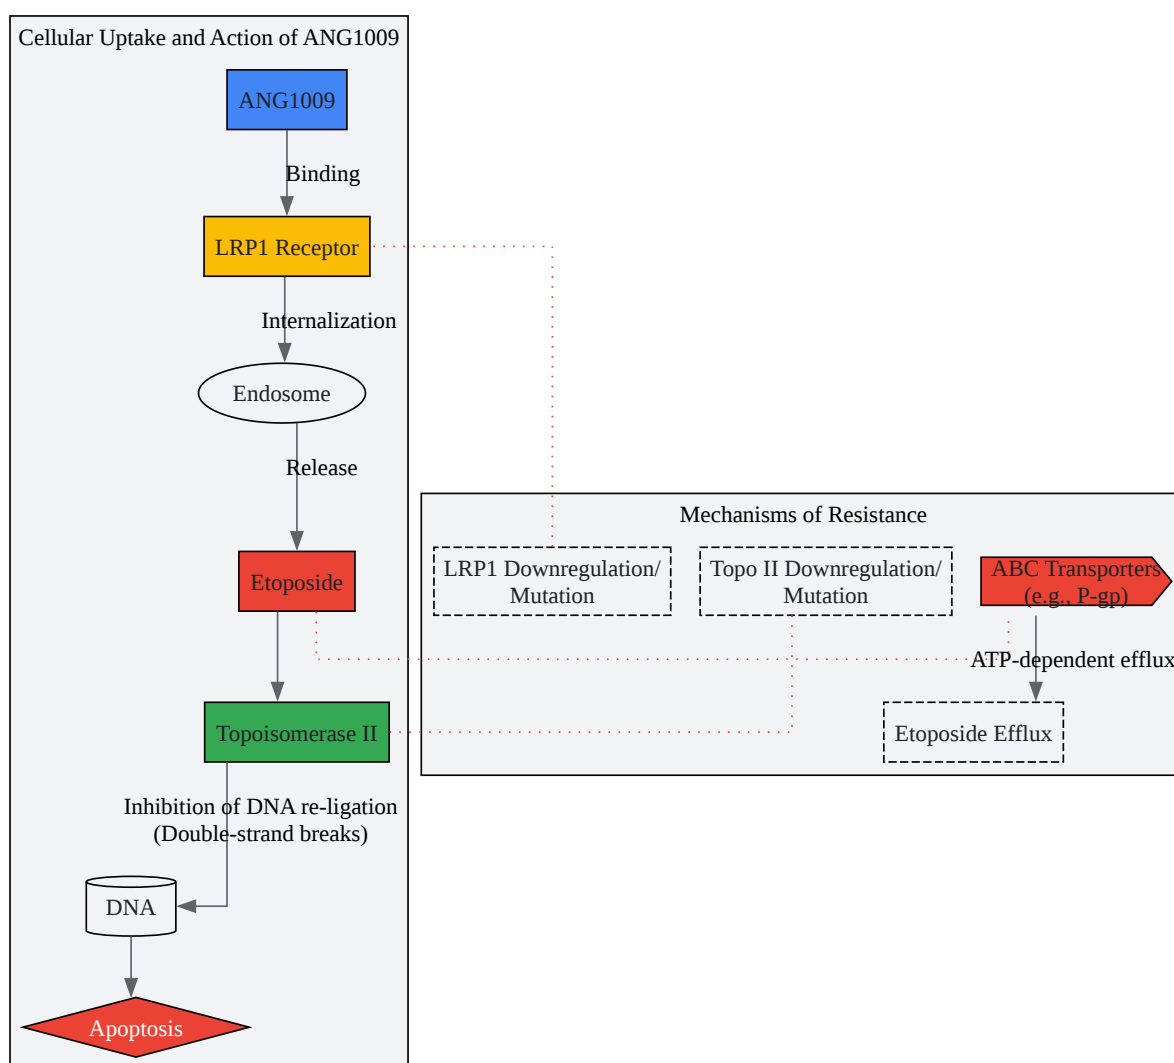 Cellular Uptake and Action of ANG1009
ANG1009
Binding
LRP1 Receptor
Internalization
Endosome
Release
Etoposide
Topoisomerase II
Inhibition of DNA re-ligation
(Double-strand breaks)
DNA
Apoptosis
Mechanisms of Resistance
LRP1 Downregulation/
Mutation
Topo II Downregulation/
Mutation
ABC Transporters
(e.g., P-gp)
ATP-dependent efflux
Etoposide Efflux